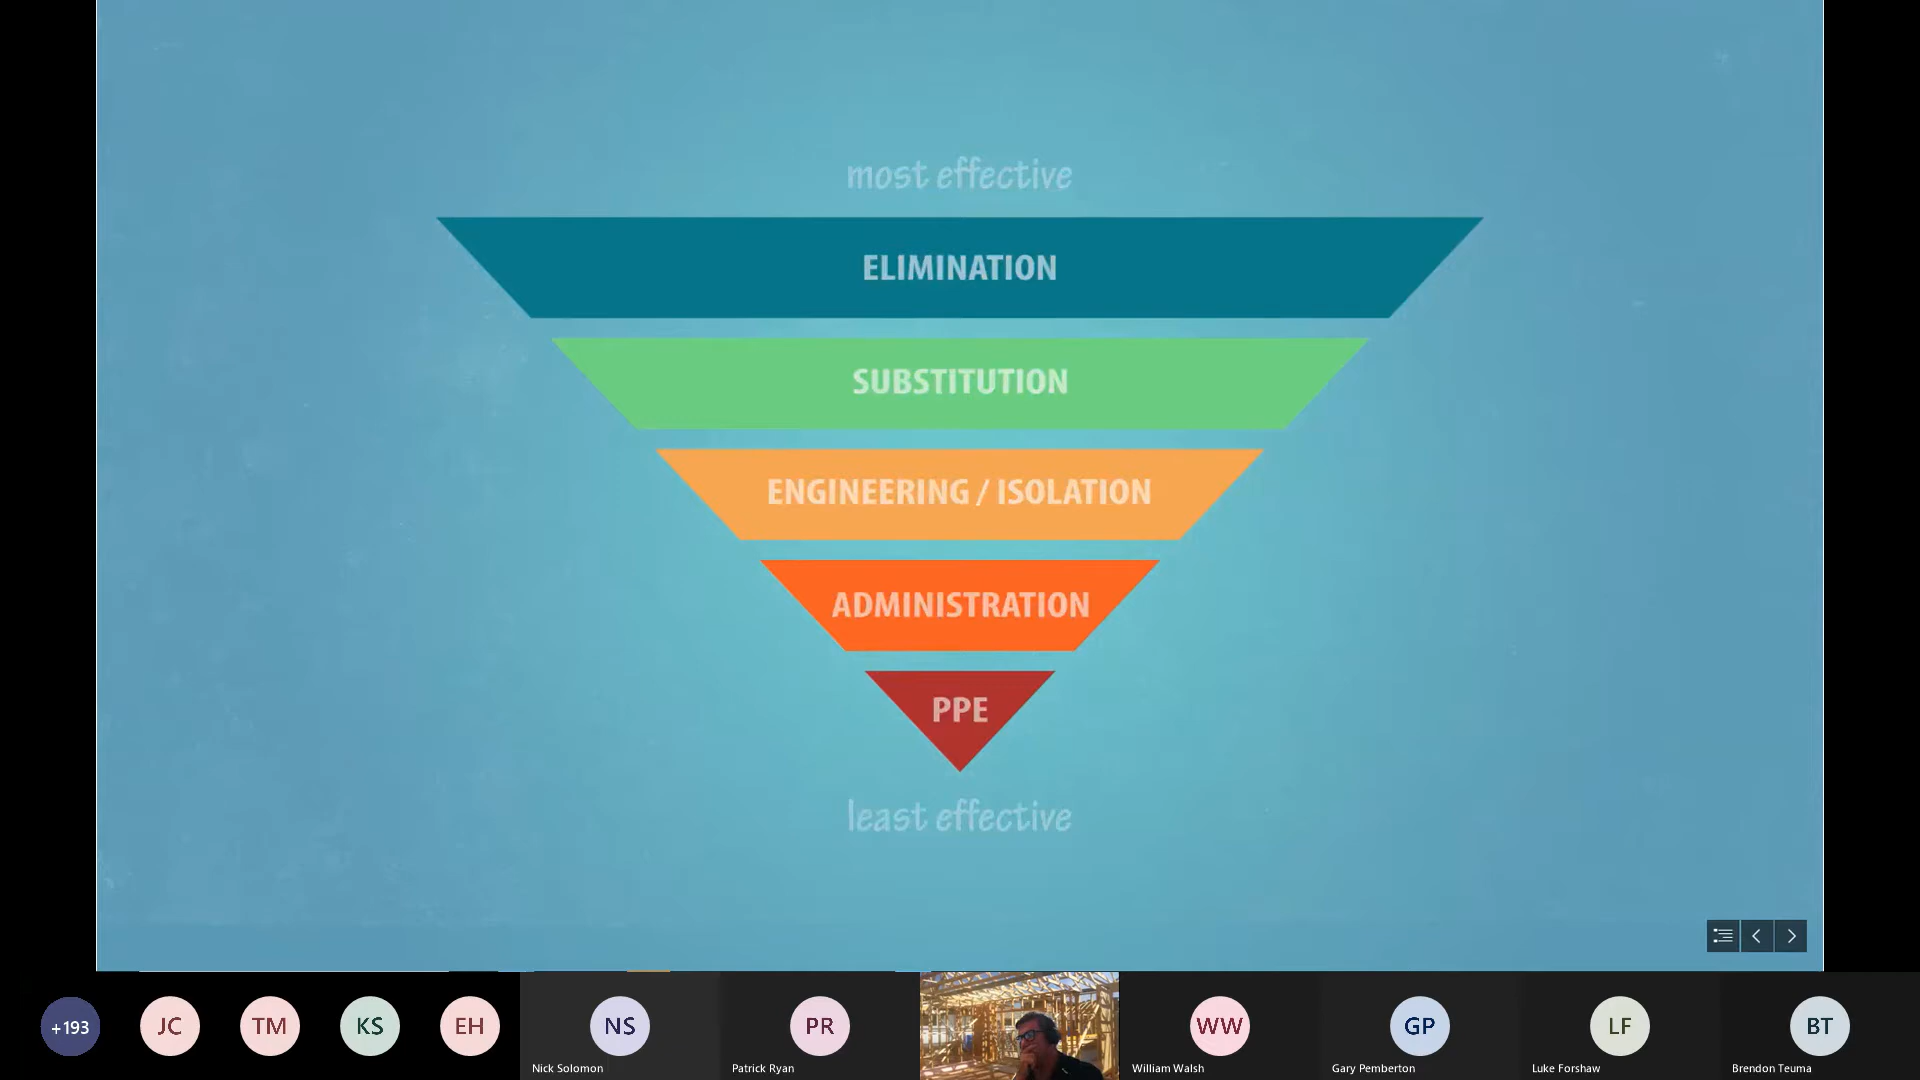 most effective
ELIMINATION
SUBSTITUTION
ENGINEERING / ISOLATION
ADMINISTRATION
PPE
least effective
+193
JC
TM
KS
EH
NS
PR
WW
GP
LF
BT
Nick Solomon
Patrick Ryan
William Walsh
Gary Pemberton
Luke Forshaw
Brendon Teuma